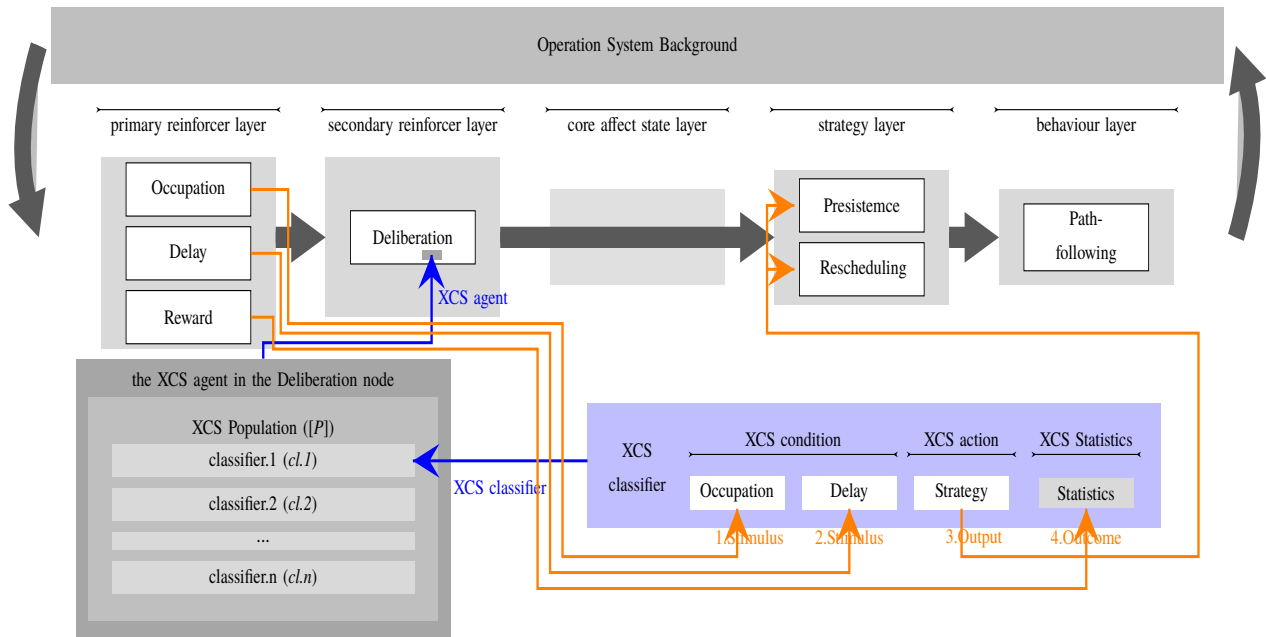 Operation System Background
primary reinforcer layer
secondary reinforcer layer
core affect state layer
strategy layer
behaviour layer
Occupation
Delay
Reward
Deliberation
Presistemce
Rescheduling
Path-
following
XCS agent
the XCS agent in the Deliberation node
XCS Population ([P])
classifier.1 (cl.1)
classifier.2 (cl.2)
...
classifier.n (cl.n)
XCS classifier
XCS
classifier
XCS condition
XCS action
XCS Statistics
Occupation
Delay
Strategy
Statistics
1.Stimulus
2.Stimulus
3.Output
4.Outcome